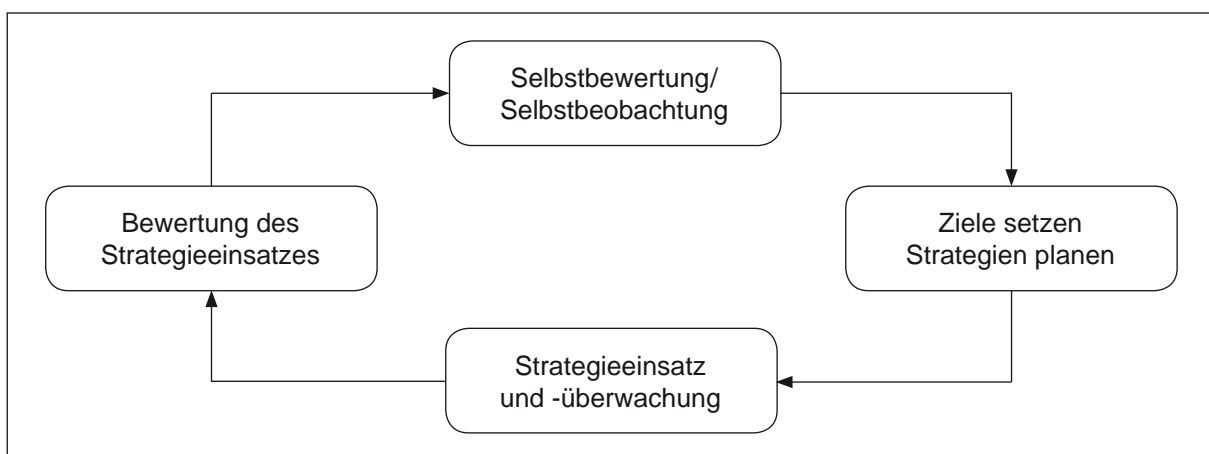 Selbstbewertung/
Selbstbeobachtung
Bewertung des
Strategieeinsatzes
Ziele setzen
Strategien planen
Strategieeinsatz
und -überwachung